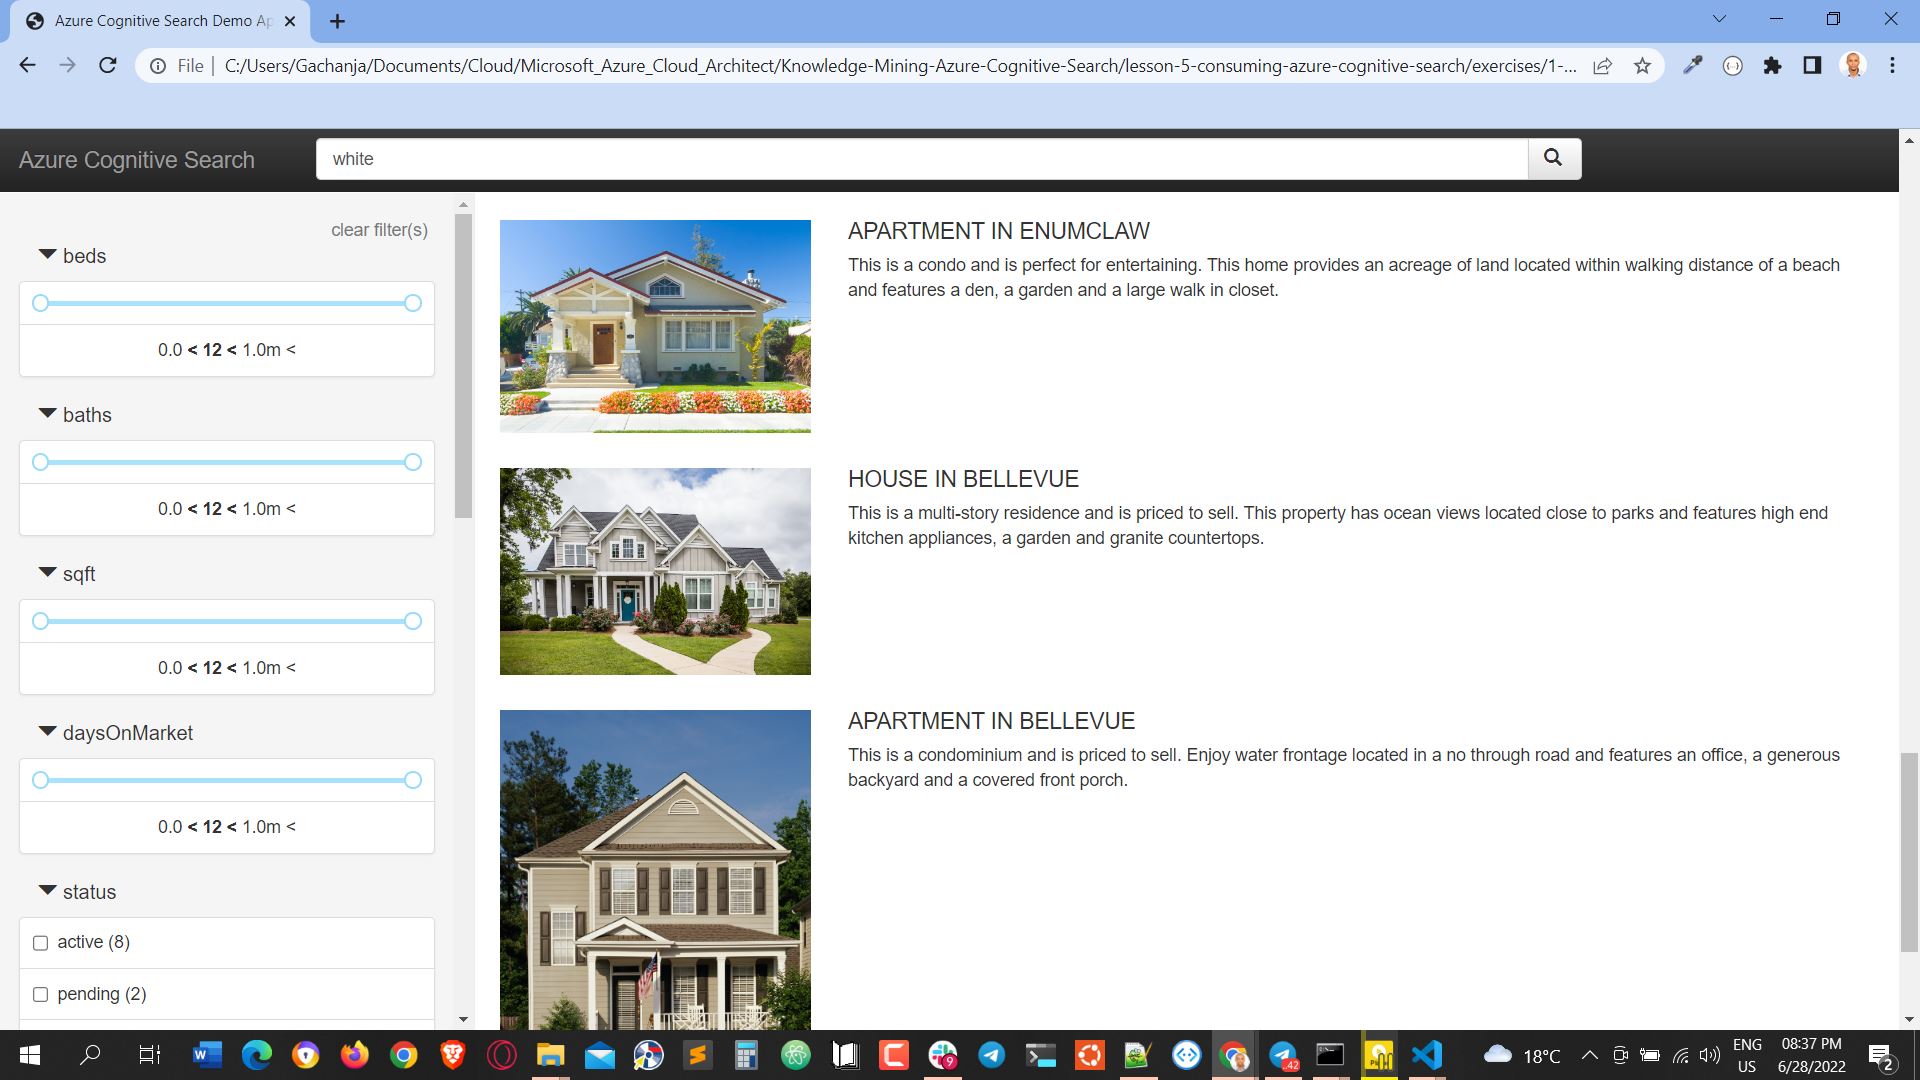 Azure Cognitive Search Demo Ap
File
C:/Users/Gachanja/Documents/Cloud/Microsoft_Azure_Cloud_Architect/Knowledge-Mining-Azure-Cognitive-Search/lesson-5-consuming-azure-cognitive-search/exercises/1-...
Azure Cognitive Search
white
clear filter(s)
beds
0.0 < 12 < 1.0m <
baths
0.0 < 12 < 1.0m <
sqft
0.0 < 12 < 1.0m <
daysOnMarket
0.0 < 12 < 1.0m <
status
active (8)
pending (2)
APARTMENT IN ENUMCLAW
This is a condo and is perfect for entertaining. This home provides an acreage of land located within walking distance of a beach
and features a den, a garden and a large walk in closet.
HOUSE IN BELLEVUE
This is a multi-story residence and is priced to sell. This property has ocean views located close to parks and features high end
kitchen appliances, a garden and granite countertops.
APARTMENT IN BELLEVUE
This is a condominium and is priced to sell. Enjoy water frontage located in a no through road and features an office, a generous
backyard and a covered front porch.
9
42
18°C
ENG
US
08:37 PM
6/28/2022
2